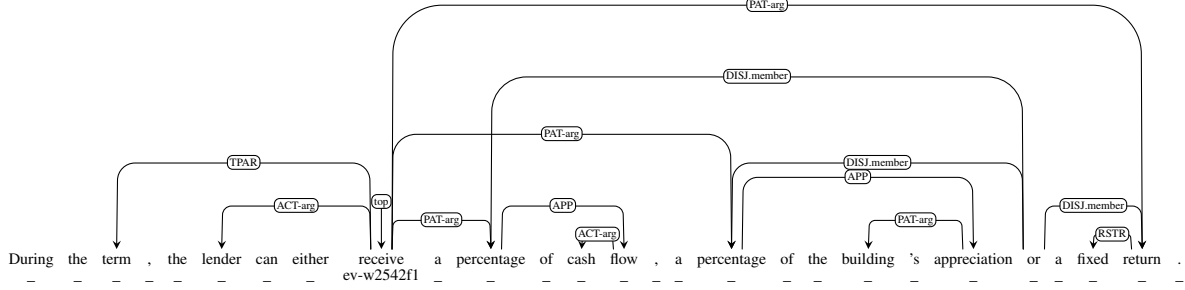 PAT-arg
DISJ.member
PAT-arg
TPAR DISJ.member
APP
top
ACT-arg APP DISJ.member
PAT-arg PAT-arg
ACT-arg RSTR
During the term , the lender can either receive a percentage of cash flow , a percentage of the building 's appreciation or a fixed return .
_ _ _ _ _ _ _ _ ev-w2542f1 _ _ _ _ _ _ _ _ _ _ _ _ _ _ _ _ _ _